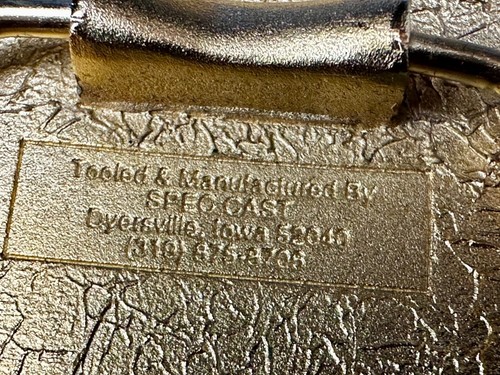 Tooled & Manufactured By
SPEC CAST
Dyersville, Iowa 52040
(319) 875-8706